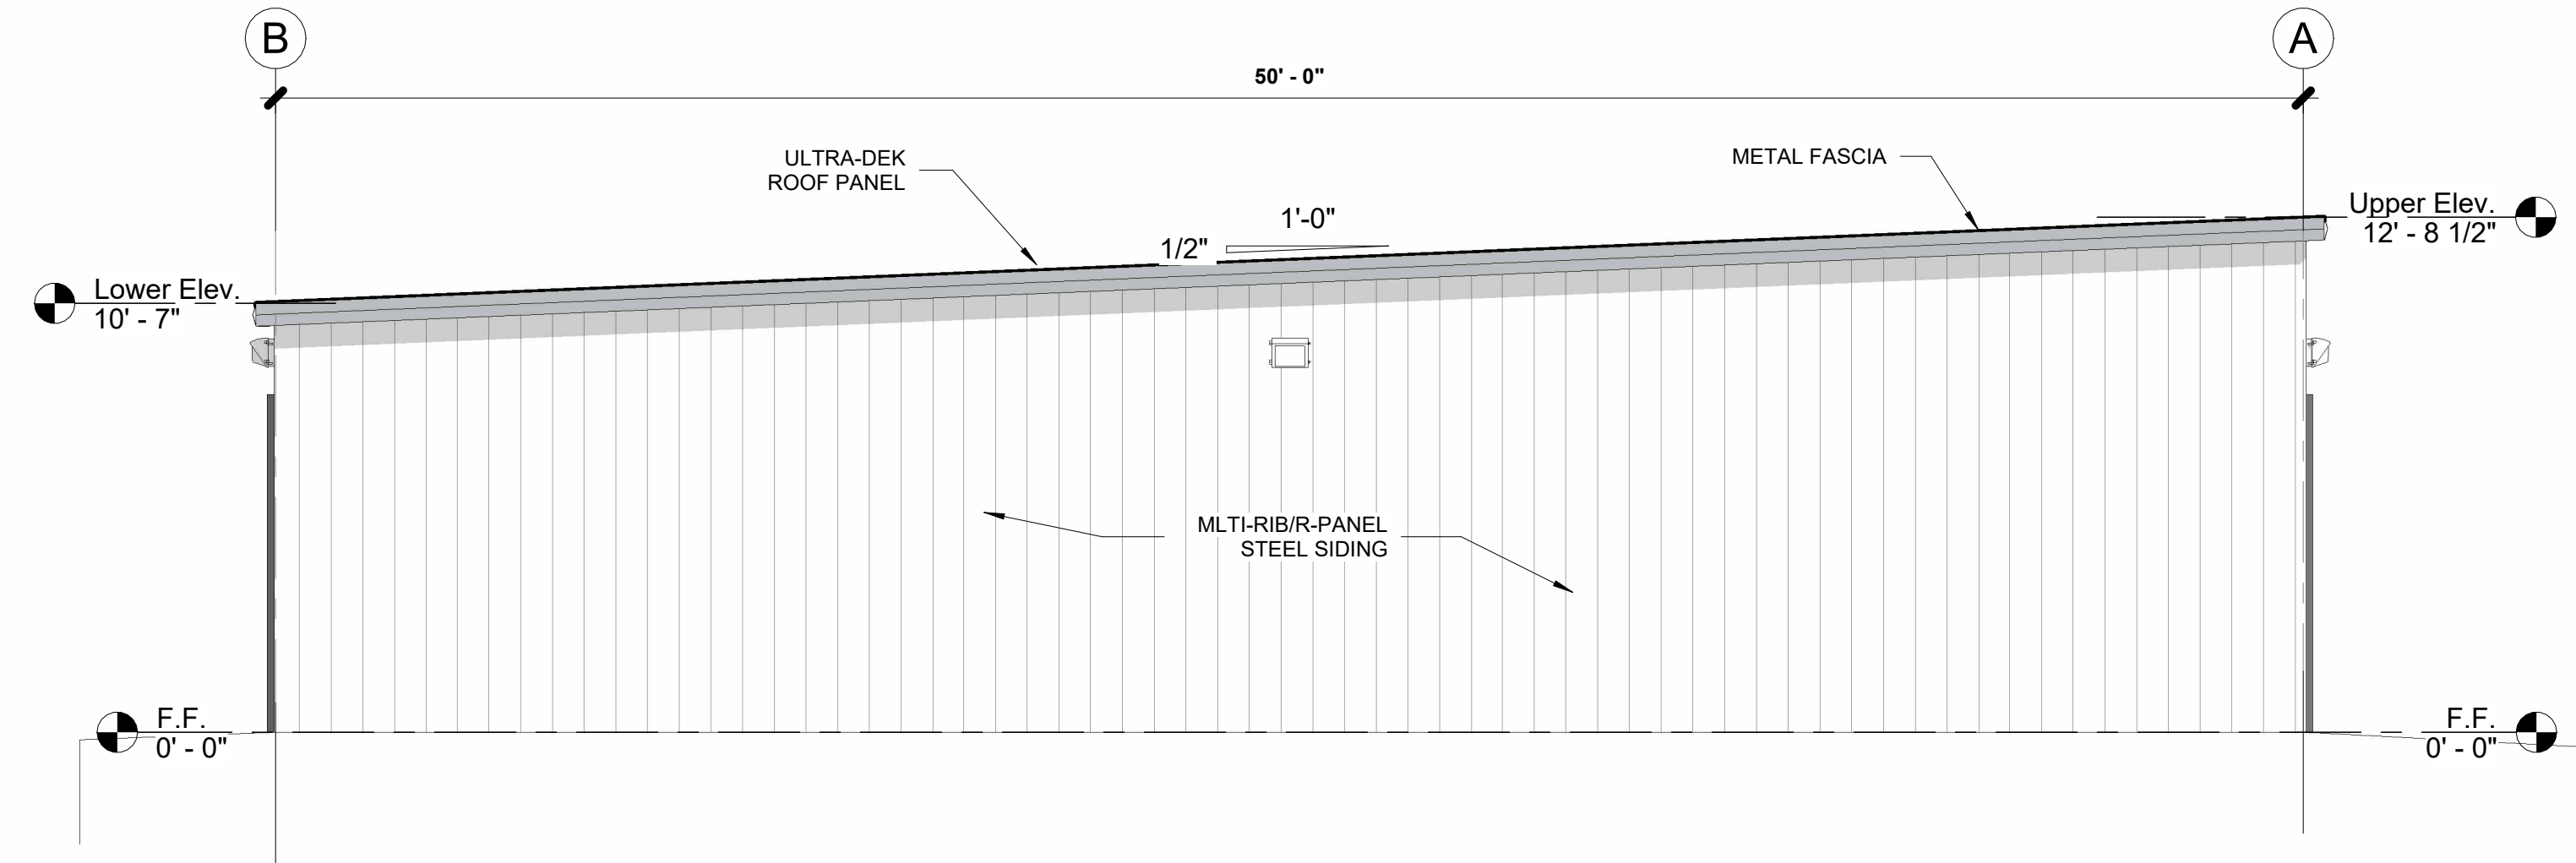 B
A
50' - 0"
ULTRA-DEK
ROOF PANEL
METAL FASCIA
1'-0"
1/2"
Upper Elev.
12' - 8 1/2"
Lower Elev.
10' - 7"
MLTI-RIB/R-PANEL
STEEL SIDING
F.F.
0' - 0"
F.F.
0' - 0"